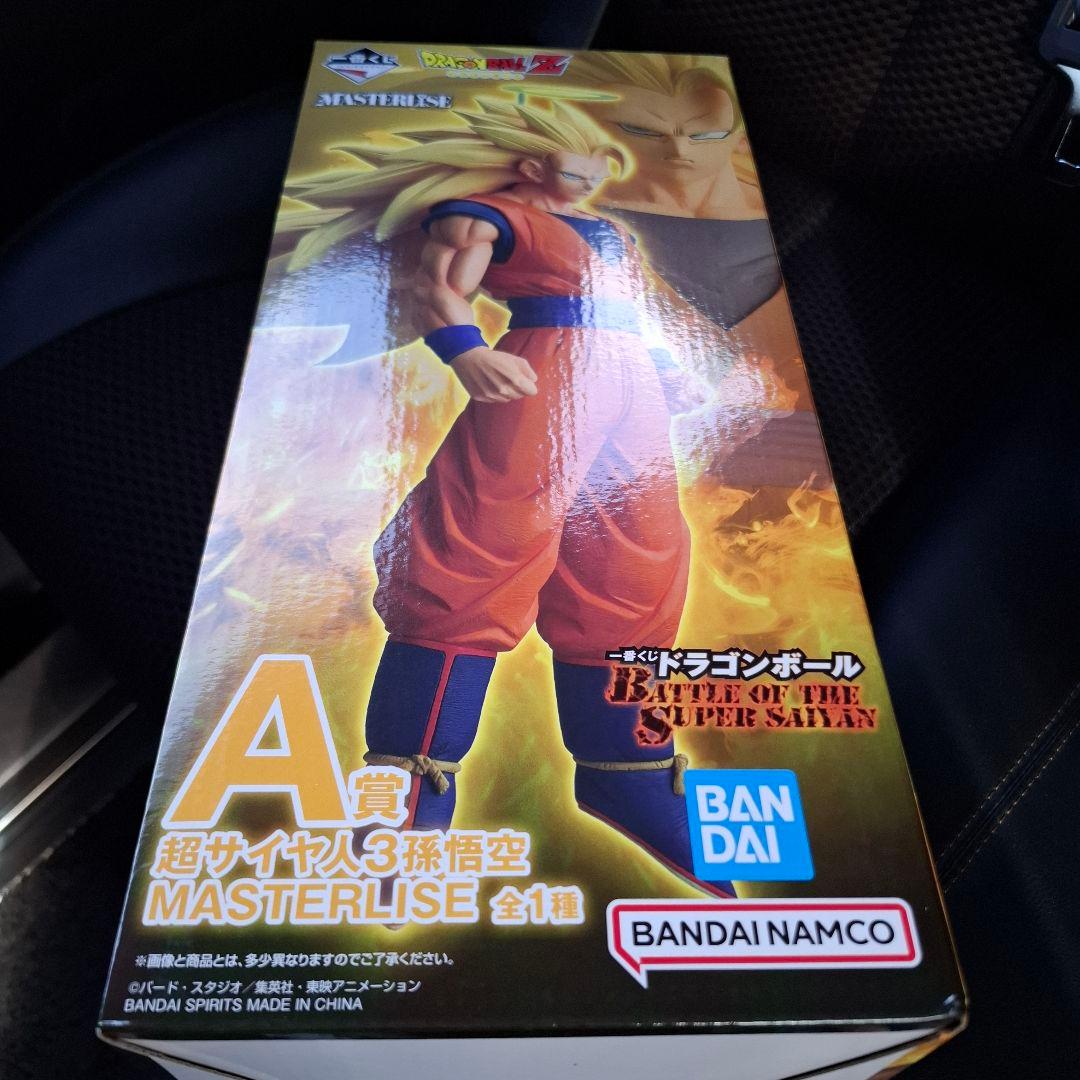 一番くじ
DRAGON BALL Z
MASTERLISE
一番くじ ドラゴンボール
BATTLE OF THE
SUPER SAIYAN
A賞
超サイヤ人3孫悟空
MASTERLISE 全1種
BAN
DAI
BANDAI NAMCO
※画像と商品とは、多少異なりますのでご了承ください。
©バード・スタジオ／集英社・東映アニメーション
BANDAI SPIRITS MADE IN CHINA